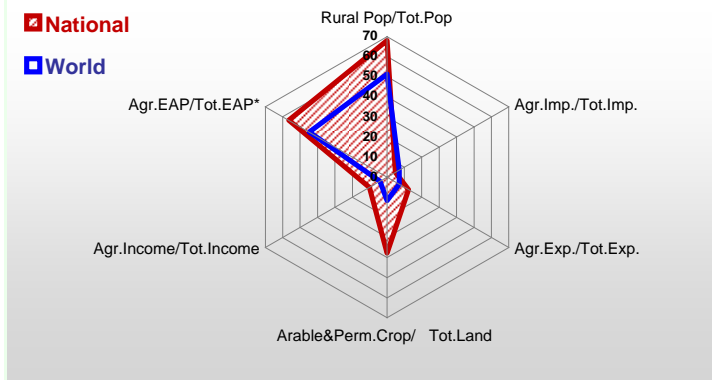 National
World
Rural Pop/Tot.Pop
70
60
50
40
30
20
10
0
Agr.EAP/Tot.EAP*
Agr.Imp./Tot.Imp.
Agr.Income/Tot.Income
Agr.Exp./Tot.Exp.
Arable&Perm.Crop/ Tot.Land